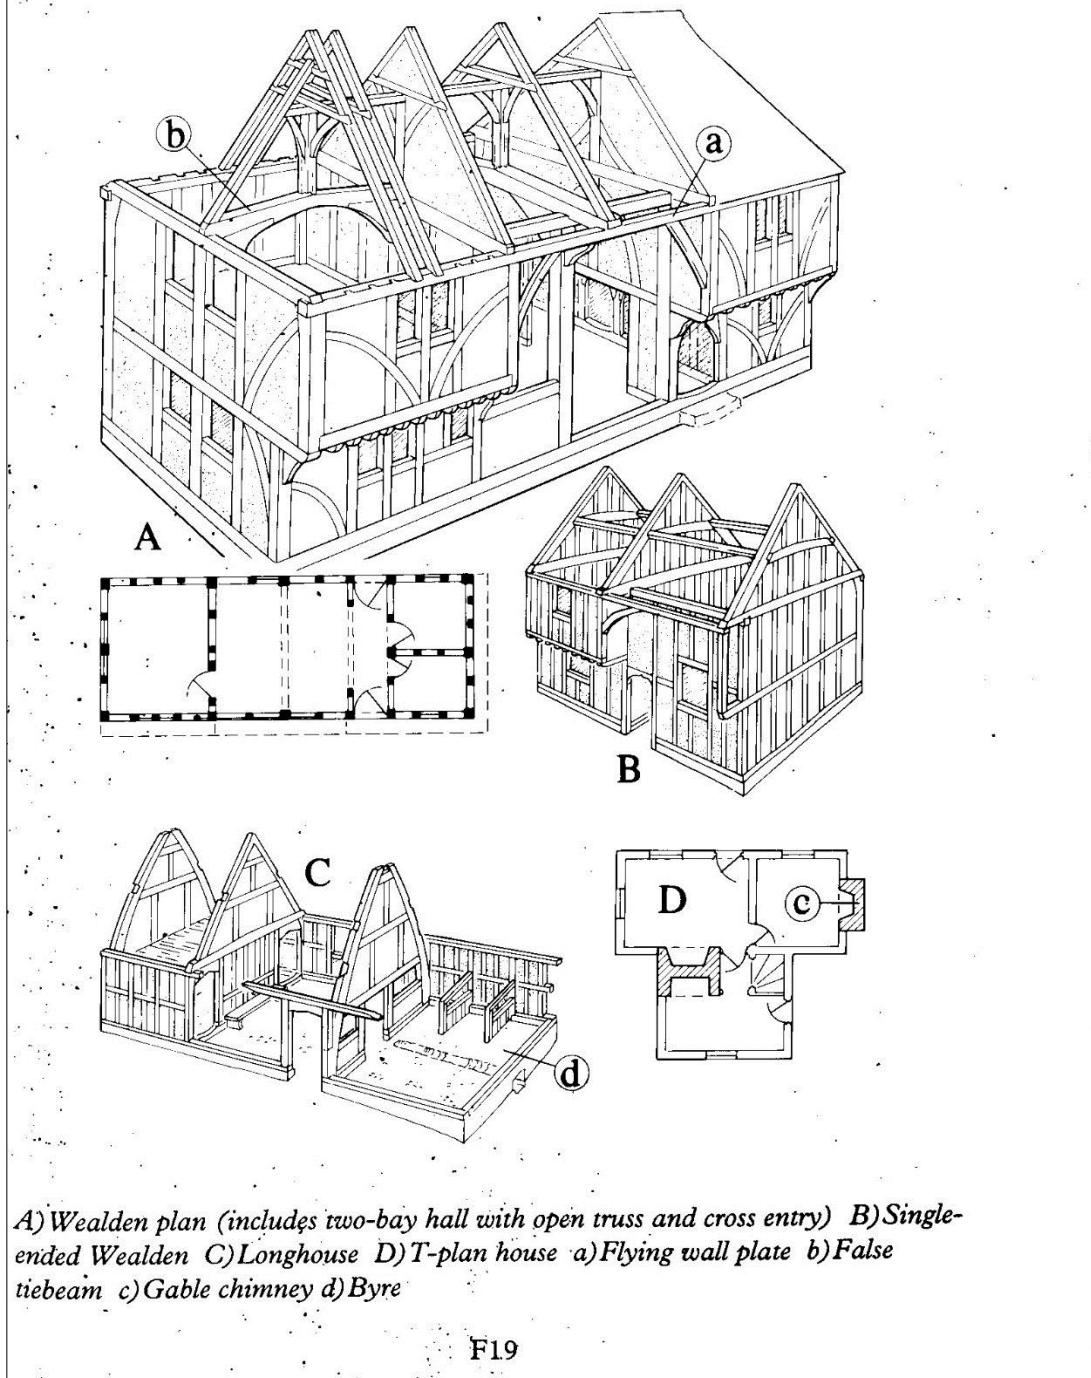 b
a
A
B
C
D
c
d
A) Wealden plan (includes two-bay hall with open truss and cross entry) B) Single-
ended Wealden C) Longhouse D) T-plan house a) Flying wall plate b) False
tiebeam c) Gable chimney d) Byre
F19